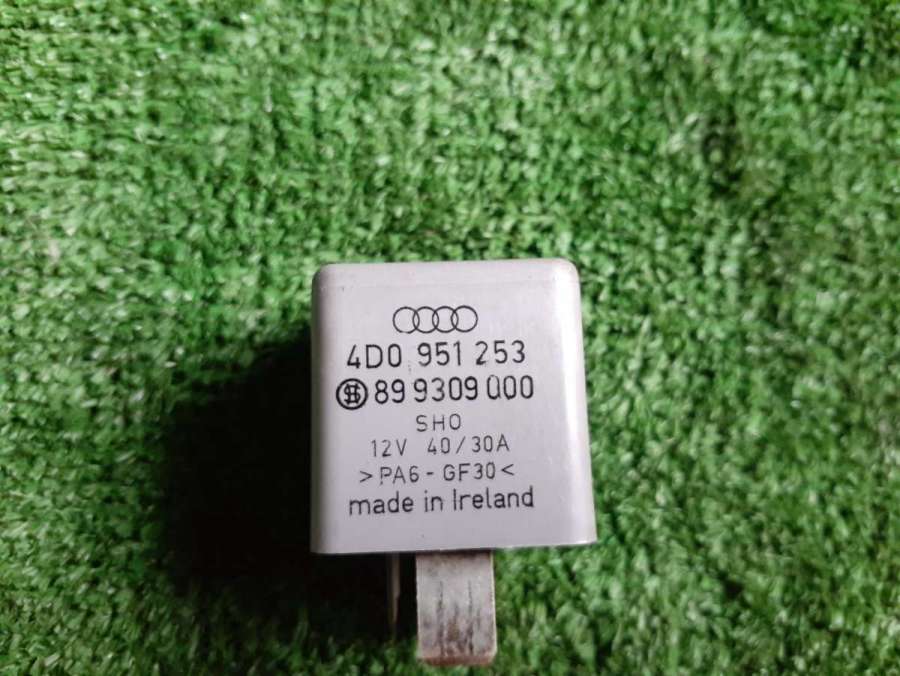 4D0 951 253
89 9309 000
SHO
12V 40/30A
>PA6-GF30<
made in Ireland